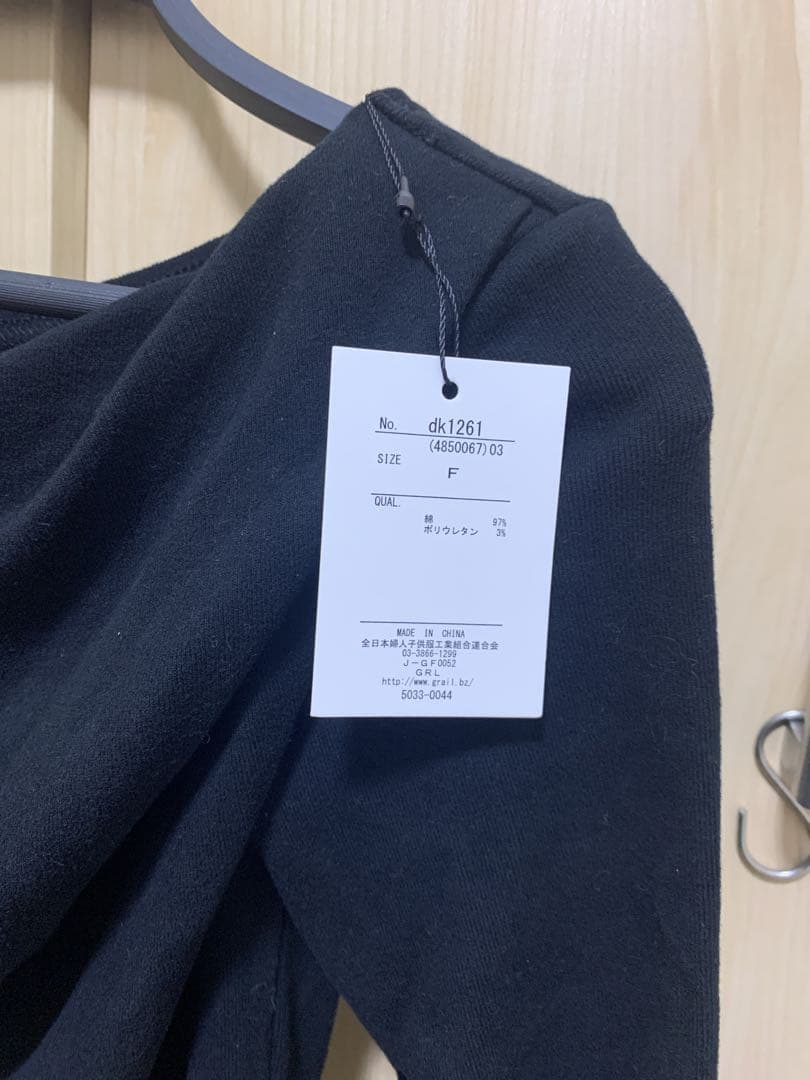 No. dk1261
(4850067)03
SIZE
F
QUAL.
綿 97%
ポリウレタン 3%
MADE IN CHINA
全日本婦人子供服工業組合連合会
03-3866-1299
J－GF0052
GRL
http://www.grail.bz/
5033-0044